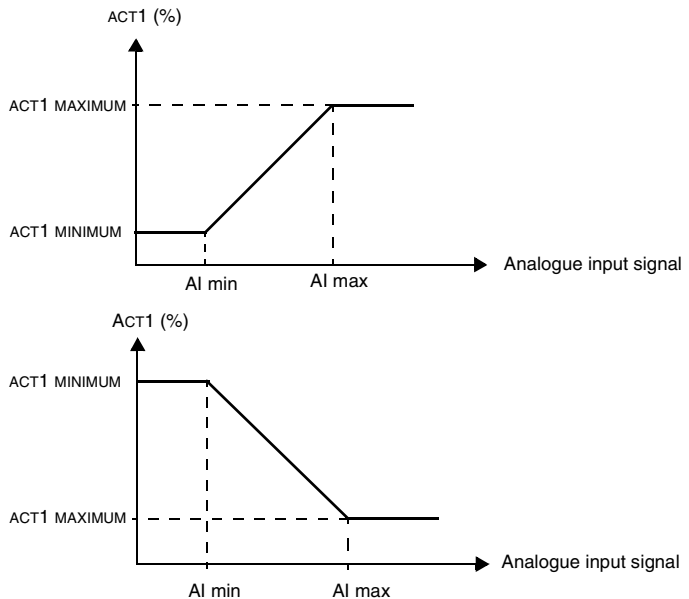 ACT1 (%)
ACT1 MAXIMUM
ACT1 MINIMUM
Analogue input signal
AI min
AI max
ACT1 (%)
ACT1 MINIMUM
ACT1 MAXIMUM
Analogue input signal
AI min
AI max